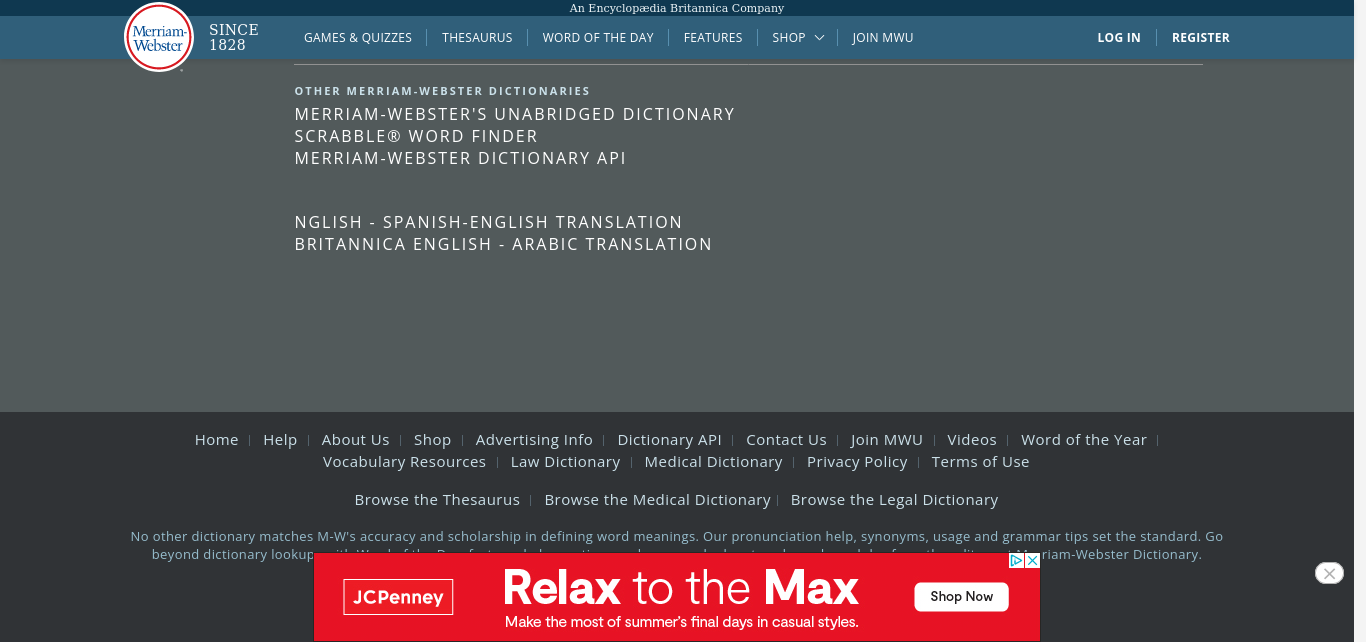 An Encyclopædia Britannica Company
Merriam-
Webster
SINCE
1828
GAMES & QUIZZES
THESAURUS
WORD OF THE DAY
FEATURES
SHOP
JOIN MWU
LOG IN
REGISTER
OTHER MERRIAM-WEBSTER DICTIONARIES
MERRIAM-WEBSTER'S UNABRIDGED DICTIONARY
SCRABBLE® WORD FINDER
MERRIAM-WEBSTER DICTIONARY API
NGLISH - SPANISH-ENGLISH TRANSLATION
BRITANNICA ENGLISH - ARABIC TRANSLATION
Home | Help | About Us | Shop | Advertising Info | Dictionary API | Contact Us | Join MWU | Videos | Word of the Year |
Vocabulary Resources | Law Dictionary | Medical Dictionary | Privacy Policy | Terms of Use
Browse the Thesaurus | Browse the Medical Dictionary | Browse the Legal Dictionary
No other dictionary matches M-W's accuracy and scholarship in defining word meanings. Our pronunciation help, synonyms, usage and grammar tips set the standard. Go
beyond dictionary lookups Merriam-Webster Dictionary.
JCPenney
Relax to the Max
Make the most of summer's final days in casual styles.
Shop Now